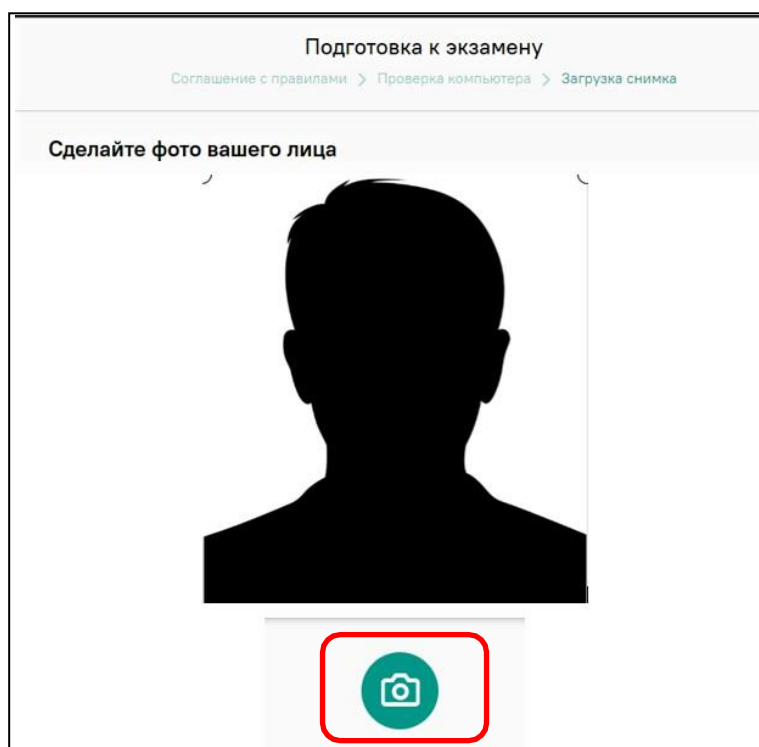 Подготовка к экзамену
Соглашение с правилами > Проверка компьютера > Загрузка снимка
Сделайте фото вашего лица